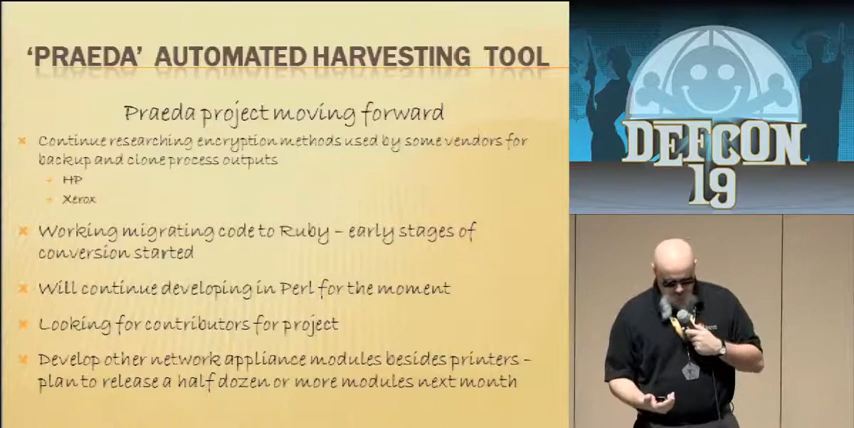 'PRAEDA' AUTOMATED HARVESTING TOOL
Praeda project moving forward
Continue researching encryption methods used by some vendors for
backup and clone process outputs
HP
Xerox
Working migrating code to Ruby – early stages of
conversion started
Will continue developing in Perl for the moment
Looking for contributors for project
Develop other network appliance modules besides printers –
plan to release a half dozen or more modules next month
DEFCON
19